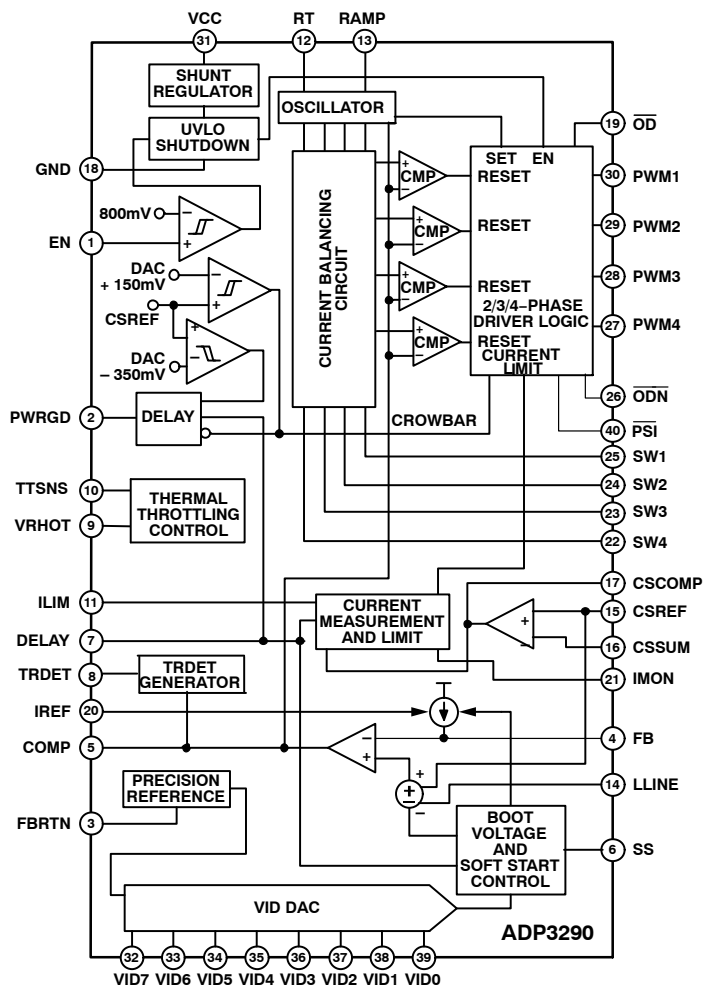 VCC RT RAMP
31 12 13
SHUNT
REGULATOR
OSCILLATOR
UVLO
SHUTDOWN
19 OD
GND 18
SET EN
+ CMP − RESET
30 PWM1
800mV −
EN 1 +
+ CMP − RESET
29 PWM2
DAC
+ 150mV −
CSREF +
+ CMP − RESET
28 PWM3
2/3/4−PHASE
DRIVER LOGIC
CURRENT BALANCING
CIRCUIT
+
DAC
− 350mV −
+ CMP − RESET
27 PWM4
CURRENT
LIMIT
26 ODN
PWRGD 2 DELAY
CROWBAR
40 PSI
25 SW1
24 SW2
23 SW3
22 SW4
TTSNS 10
VRHOT 9
THERMAL
THROTTLING
CONTROL
17 CSCOMP
ILIM 11
CURRENT
MEASUREMENT
AND LIMIT
+
−
15 CSREF
DELAY 7
16 CSSUM
TRDET 8
TRDET
GENERATOR
21 IMON
IREF 20
COMP 5
−
+
4 FB
+
+
−
−
14 LLINE
PRECISION
REFERENCE
FBRTN 3
BOOT
VOLTAGE
AND
SOFT START
CONTROL
6 SS
VID DAC
ADP3290
32 33 34 35 36 37 38 39
VID7 VID6 VID5 VID4 VID3 VID2 VID1 VID0